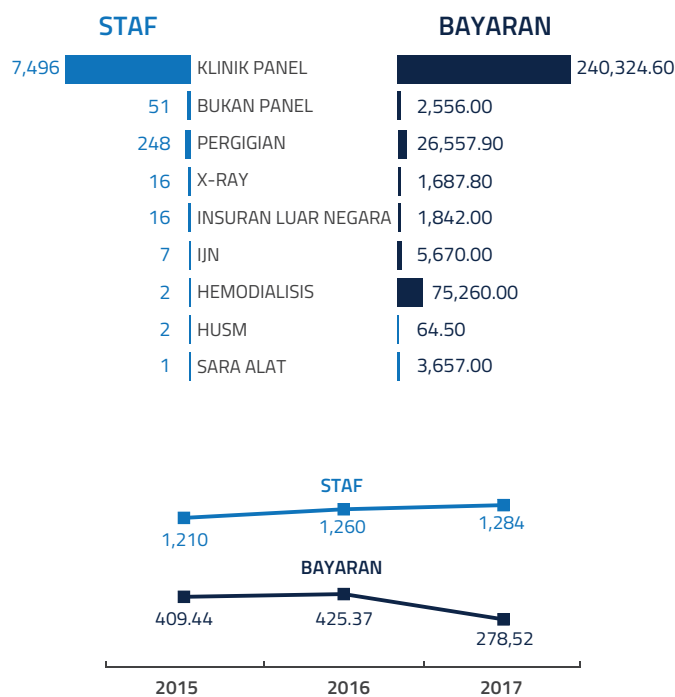 STAF BAYARAN
7,496 KLINIK PANEL 240,324.60
51 BUKAN PANEL 2,556.00
248 PERGIGIAN 26,557.90
16 X-RAY 1,687.80
16 INSURAN LUAR NEGARA 1,842.00
7 IJN 5,670.00
2 HEMODIALISIS 75,260.00
2 HUSM 64.50
1 SARA ALAT 3,657.00
STAF
1,210 1,260 1,284
BAYARAN
409.44 425.37 278,52
2015 2016 2017